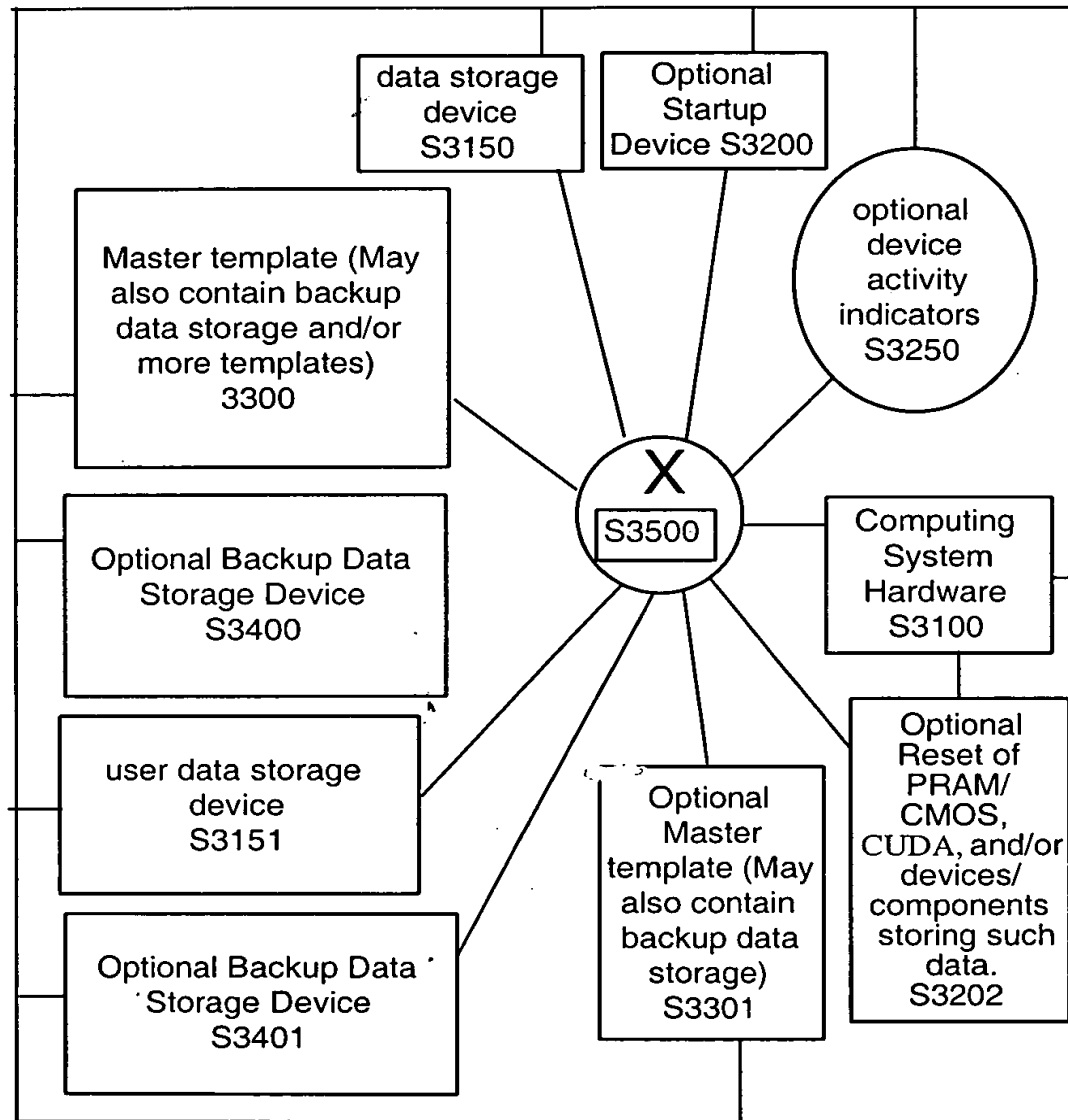 data storage
device
S3150
Optional
Startup
Device S3200
optional
device
activity
indicators
S3250
Master template (May
also contain backup
data storage and/or
more templates)
3300
X
S3500
Computing
System
Hardware
S3100
Optional Backup Data
Storage Device
S3400
user data storage
device
S3151
Optional Backup Data
Storage Device
S3401
Optional
Master
template (May
also contain
backup data
storage)
S3301
Optional
Reset of
PRAM/
CMOS,
CUDA, and/or
devices/
components
storing such
data.
S3202